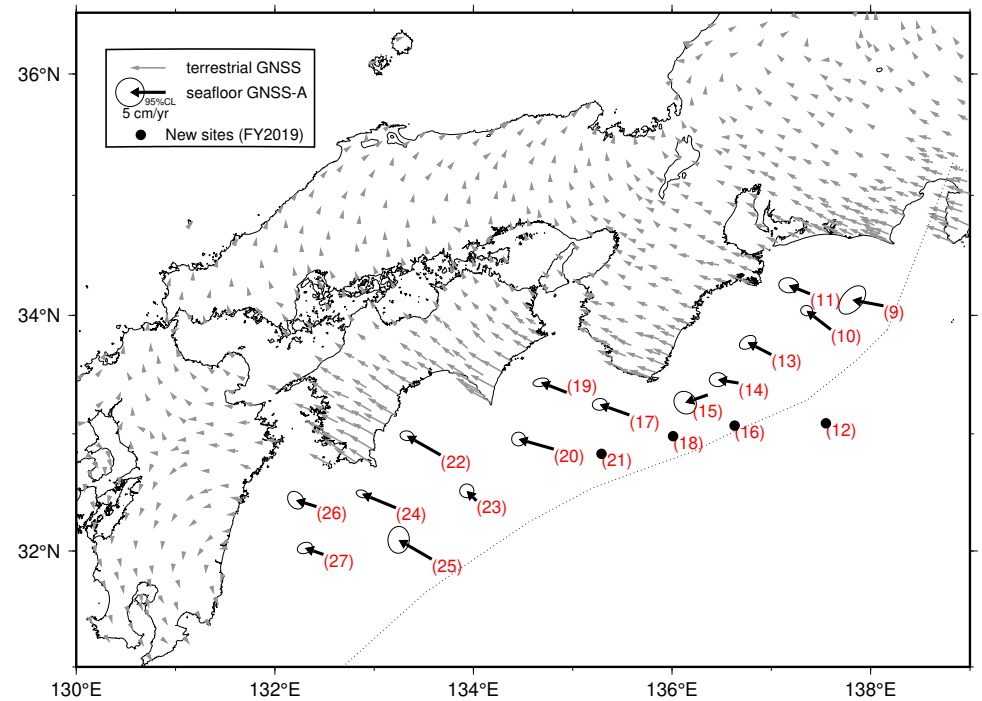 36°N
34°N
32°N
130°E
132°E
134°E
136°E
138°E
terrestrial GNSS
seafloor GNSS-A
95%CL
5 cm/yr
New sites (FY2019)
(11)
(9)
(10)
(13)
(14)
(19)
(15)
(17)
(12)
(16)
(18)
(20)
(21)
(22)
(23)
(24)
(26)
(27)
(25)